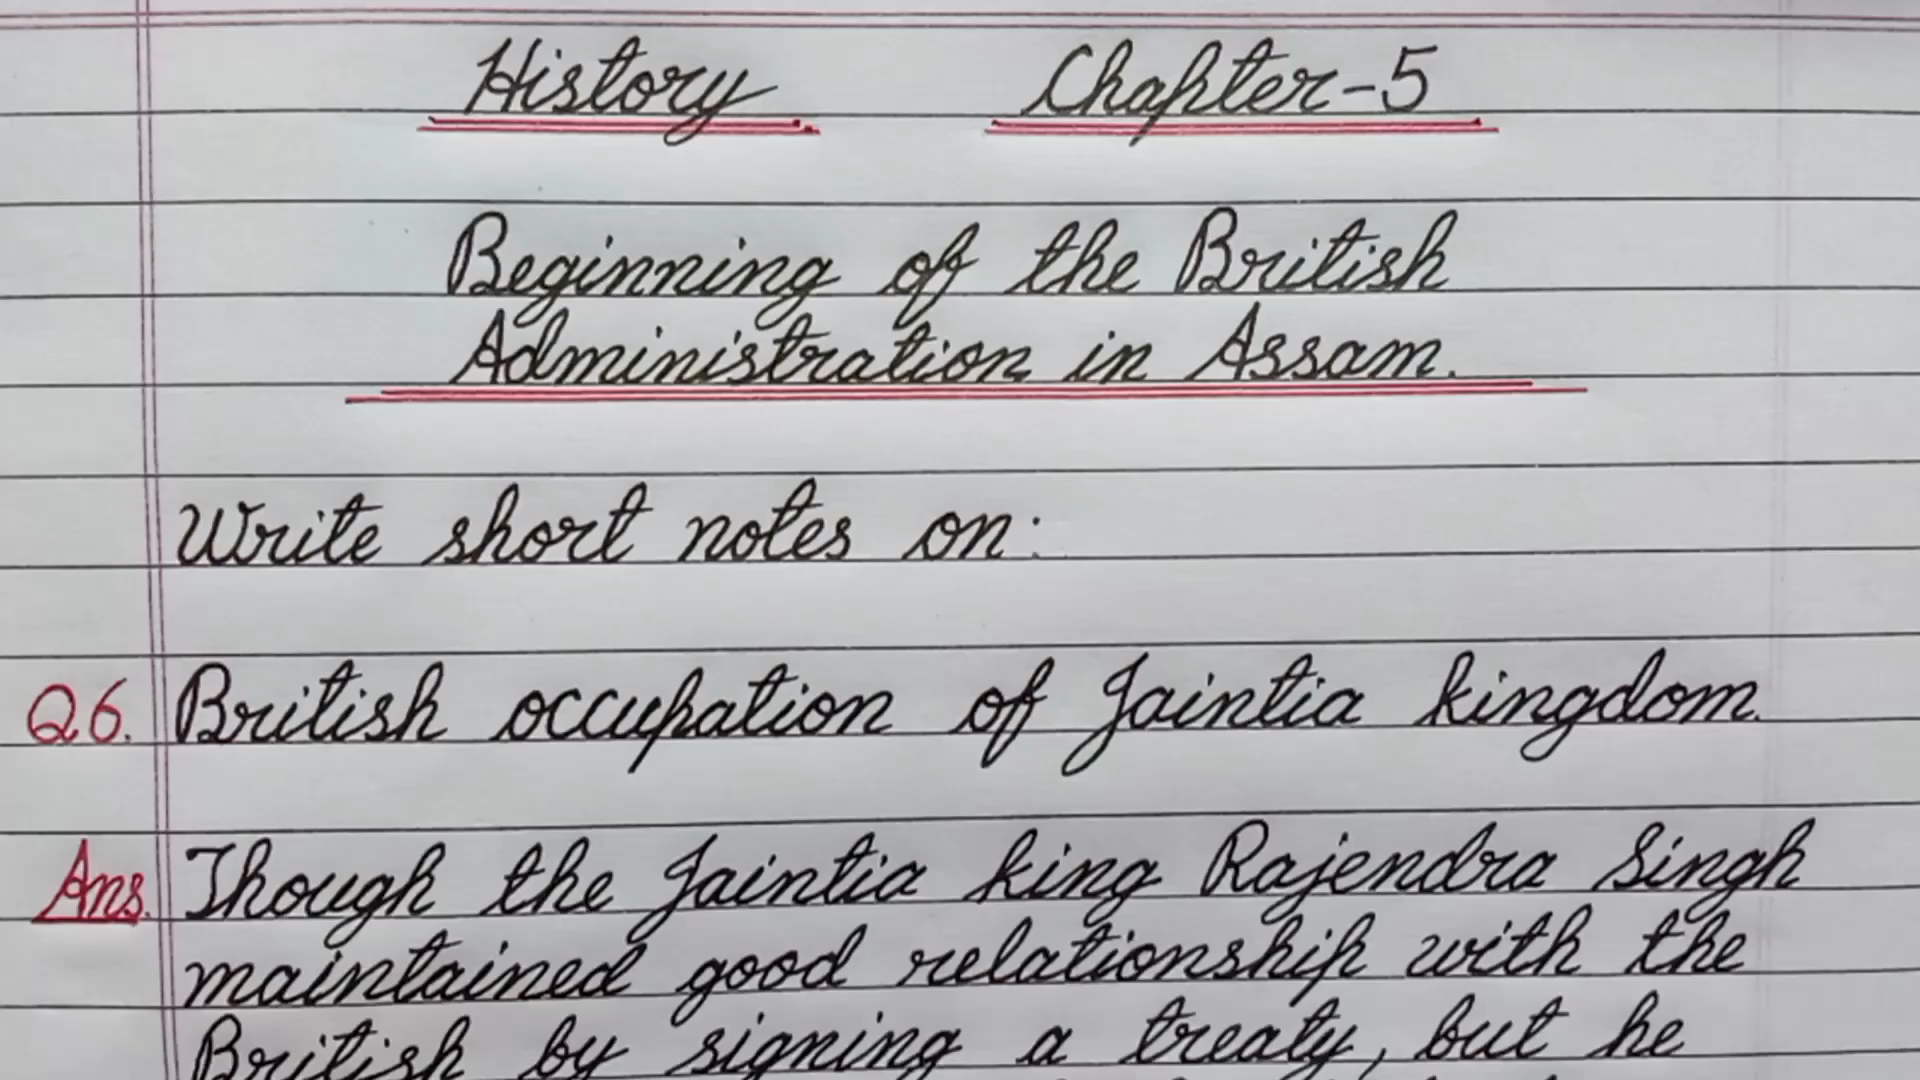 History Chapter-5
Beginning of the British
Administration in Assam.
Write short notes on:
Q6. British occupation of Jaintia kingdom.
Ans. Though the Jaintia king Rajendra Singh
maintained good relationship with the
British by signing a treaty, but he